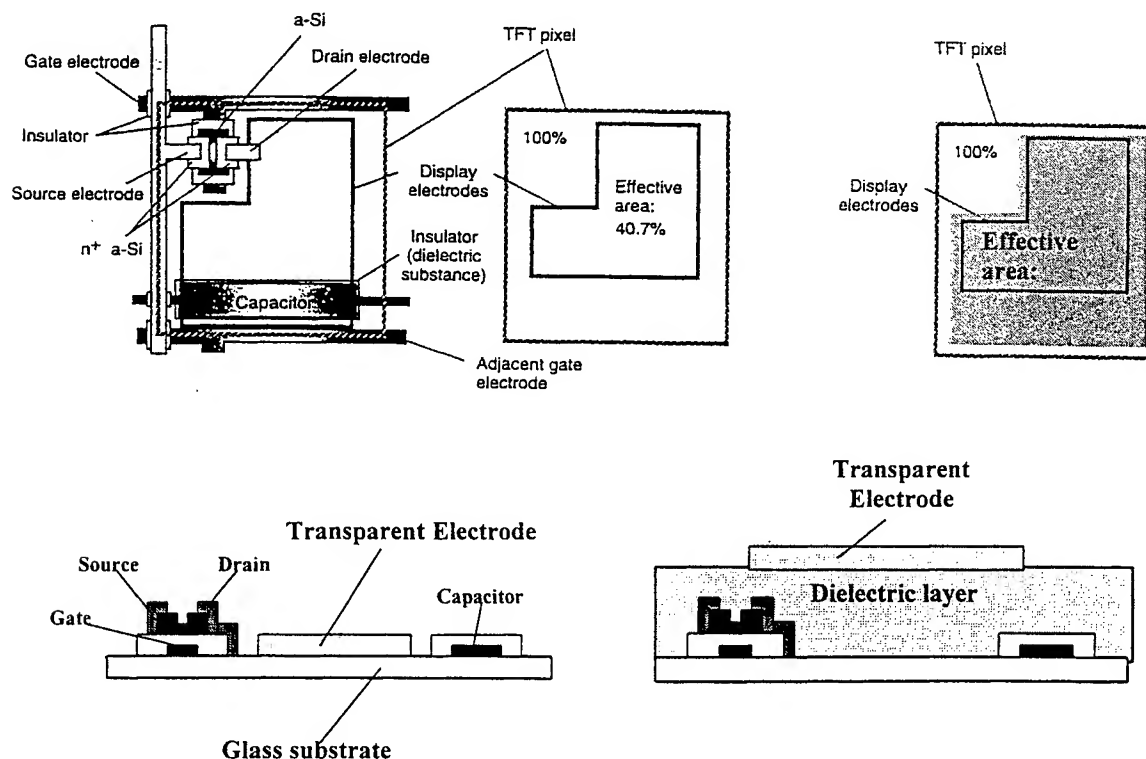 a-Si
Gate electrode
Drain electrode
TFT pixel
Insulator
Source electrode
n+ a-Si
Display
electrodes
Insulator
(dielectric
substance)
Capacitor
Adjacent gate
electrode
100%
Effective
area:
40.7%
TFT pixel
100%
Display
electrodes
Effective
area:
Transparent Electrode
Source
Drain
Gate
Capacitor
Glass substrate
Transparent
Electrode
Dielectric layer